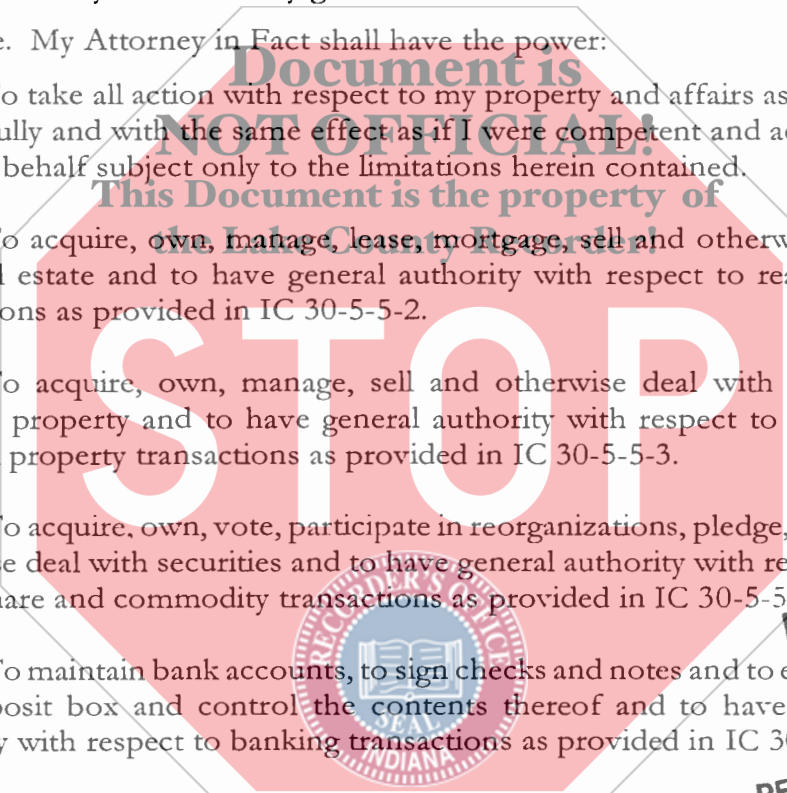 e. My Attorney in Fact shall have the power:
Document is
o take all action with respect to my property and affairs as
ully and with the same effect as if I were competent and ac
NOT OFFICIAL!
behalf subject only to the limitations herein contained.
This Document is the property of
o acquire, own, manage, lease, mortgage, sell and otherw
the Lake County Recorder!
l estate and to have general authority with respect to rea
ons as provided in IC 30-5-5-2.
STOP
o acquire, own, manage, sell and otherwise deal with
property and to have general authority with respect to
property transactions as provided in IC 30-5-5-3.
To acquire, own, vote, participate in reorganizations, pledge,
se deal with securities and to have general authority with re
hare and commodity transactions as provided in IC 30-5-5
RECORDER'S OFFICE
To maintain bank accounts, to sign checks and notes and to e
posit box and control the contents thereof and to have
SEAL
y with respect to banking transactions as provided in IC 30
INDIANA